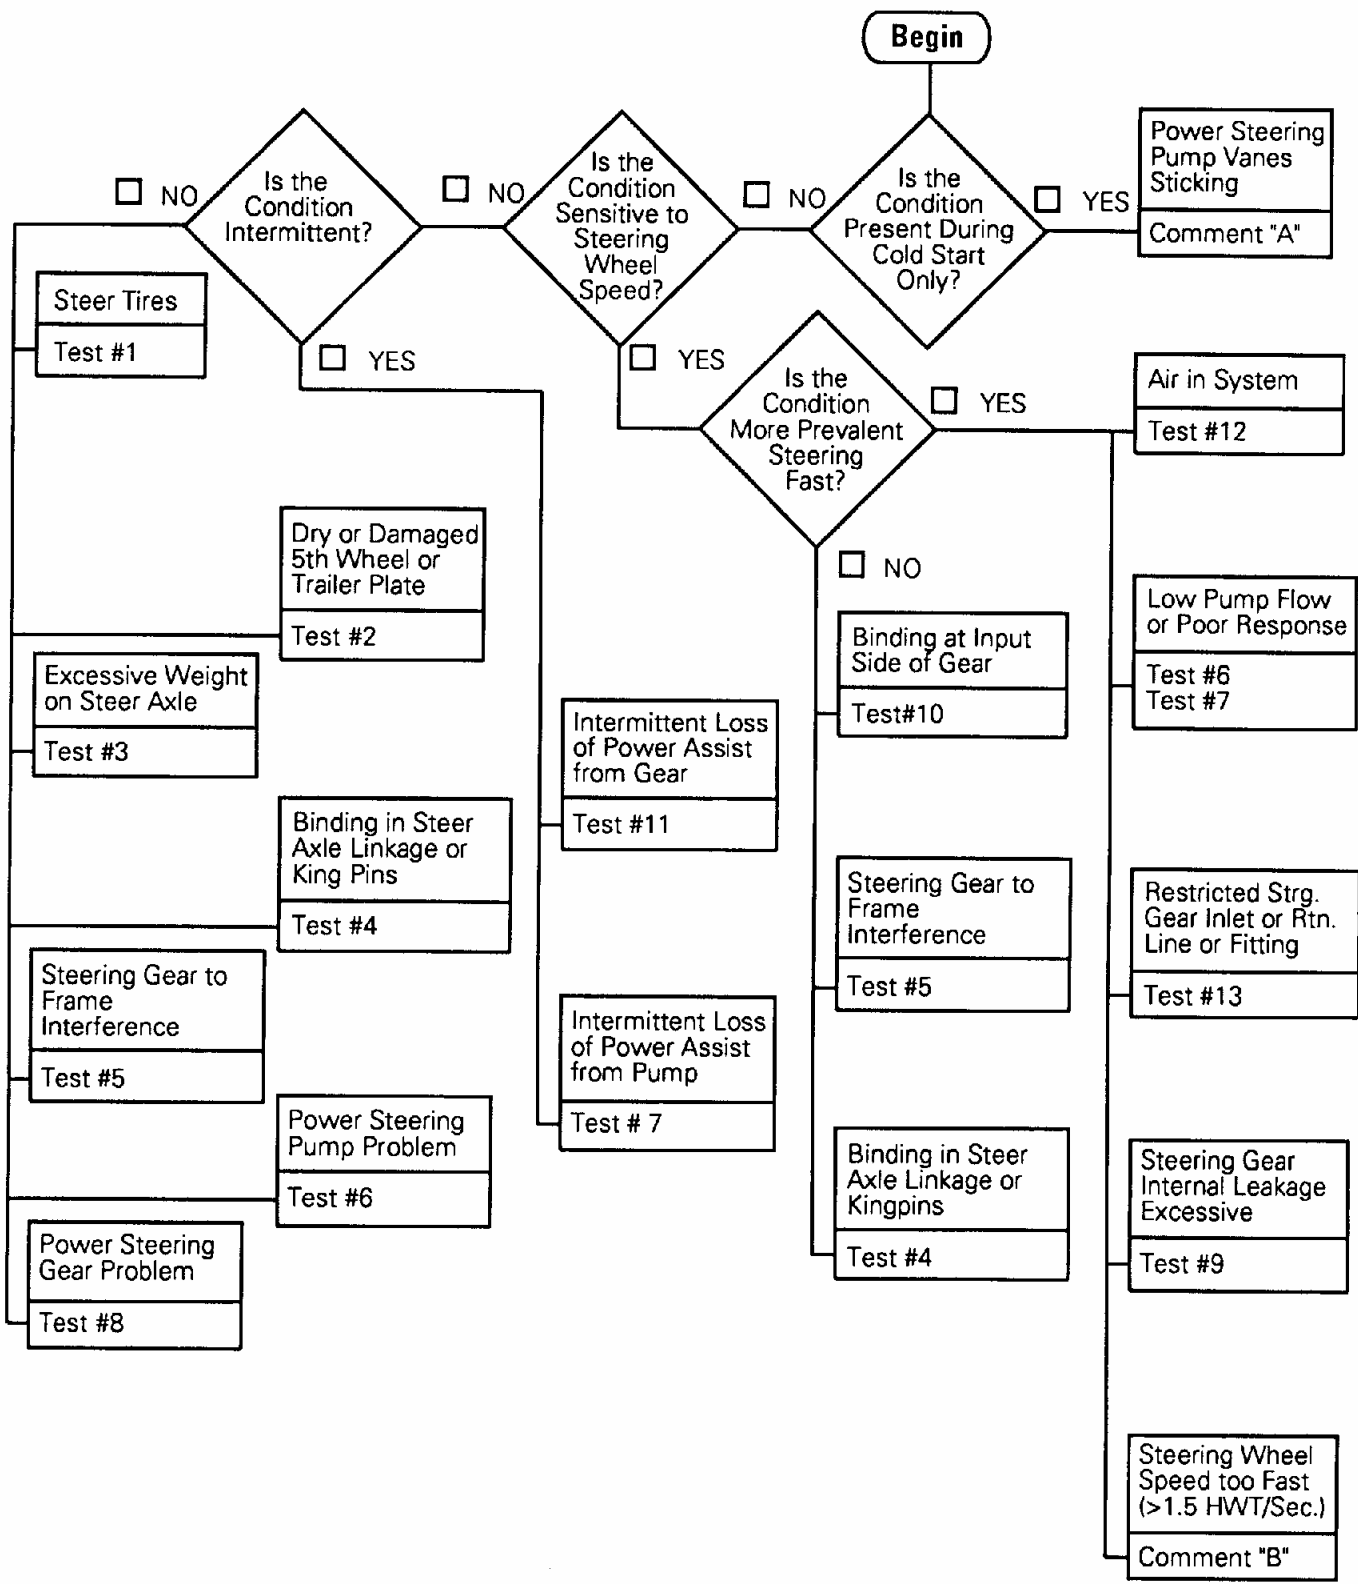 Begin
Is the
Condition
Present During
Cold Start
Only?
YES
Power Steering
Pump Vanes
Sticking
Comment "A"
NO
Is the
Condition
Sensitive to
Steering
Wheel
Speed?
NO
Is the
Condition
Intermittent?
NO
Steer Tires
Test #1
Dry or Damaged
5th Wheel or
Trailer Plate
Test #2
Excessive Weight
on Steer Axle
Test #3
Binding in Steer
Axle Linkage or
King Pins
Test #4
Steering Gear to
Frame
Interference
Test #5
Power Steering
Pump Problem
Test #6
Power Steering
Gear Problem
Test #8
YES
Intermittent Loss
of Power Assist
from Gear
Test #11
Intermittent Loss
of Power Assist
from Pump
Test # 7
YES
Is the
Condition
More Prevalent
Steering
Fast?
NO
Binding at Input
Side of Gear
Test#10
Steering Gear to
Frame
Interference
Test #5
Binding in Steer
Axle Linkage or
Kingpins
Test #4
YES
Air in System
Test #12
Low Pump Flow
or Poor Response
Test #6
Test #7
Restricted Strg.
Gear Inlet or Rtn.
Line or Fitting
Test #13
Steering Gear
Internal Leakage
Excessive
Test #9
Steering Wheel
Speed too Fast
(>1.5 HWT/Sec.)
Comment "B"